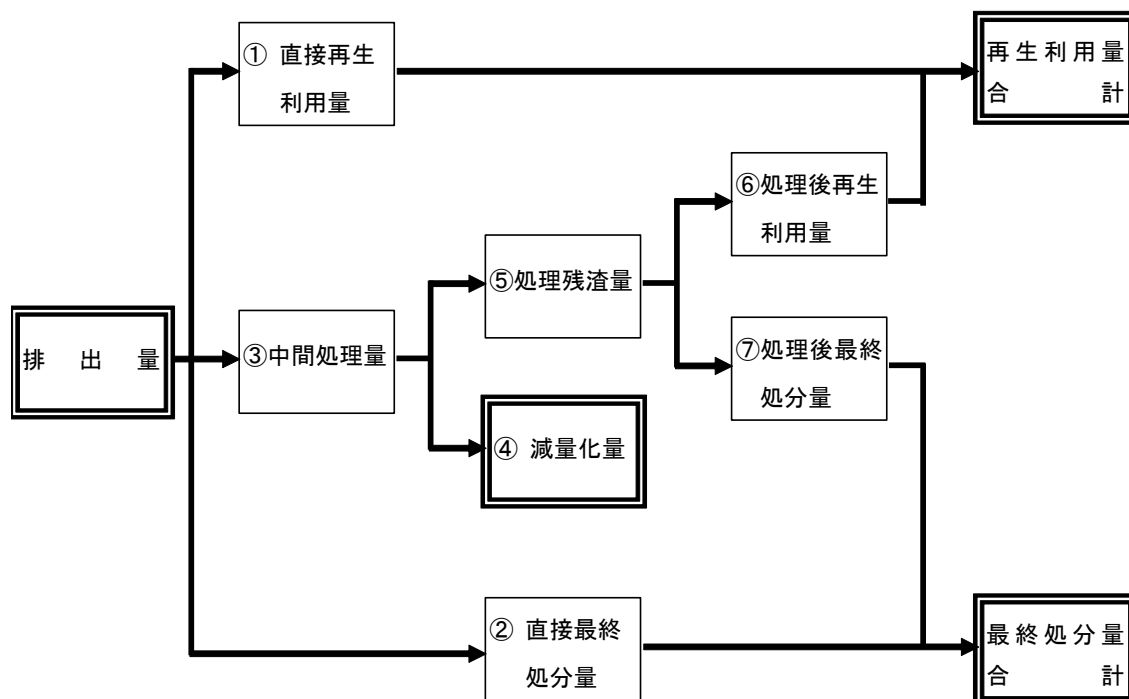 ① 直接再生
利用量
再生利用量
合計
⑥処理後再生
利用量
⑤処理残渣量
排出量
③中間処理量
⑦処理後最終
処分量
④ 減量化量
② 直接最終
処分量
最終処分量
合計